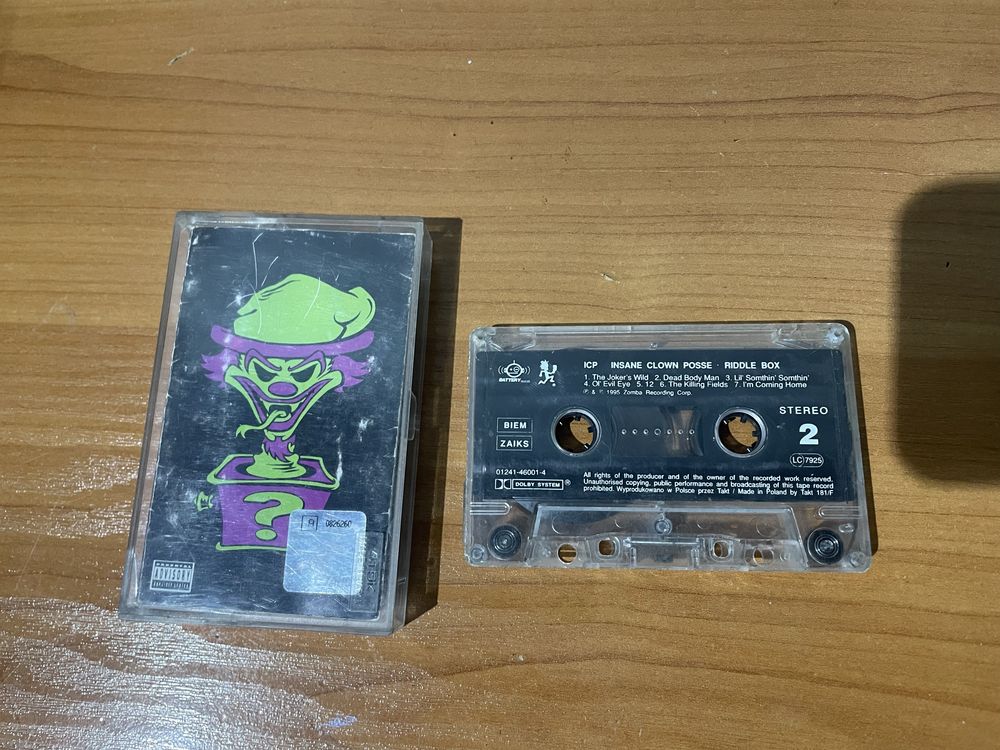 ?
A 0826260
PARENTAL
ADVISORY
EXPLICIT LYRICS
BATTERY
ICP INSANE CLOWN POSSE · RIDDLE BOX
1. The Joker's Wild 2. Dead Body Man 3. Lil' Somthin' Somthin'
4. Ol' Evil Eye 5. 12 6. The Killing Fields 7. I'm Coming Home
℗ & © 1995 Zomba Recording Corp.
STEREO
2
BIEM
ZAIKS
LC 7925
01241-46001-4
DOLBY SYSTEM®
All rights of the producer and of the owner of the recorded work reserved.
Unauthorised copying, public performance and broadcasting of this tape record
prohibited. Wyprodukowano w Polsce przez Takt / Made in Poland by Takt 181/F